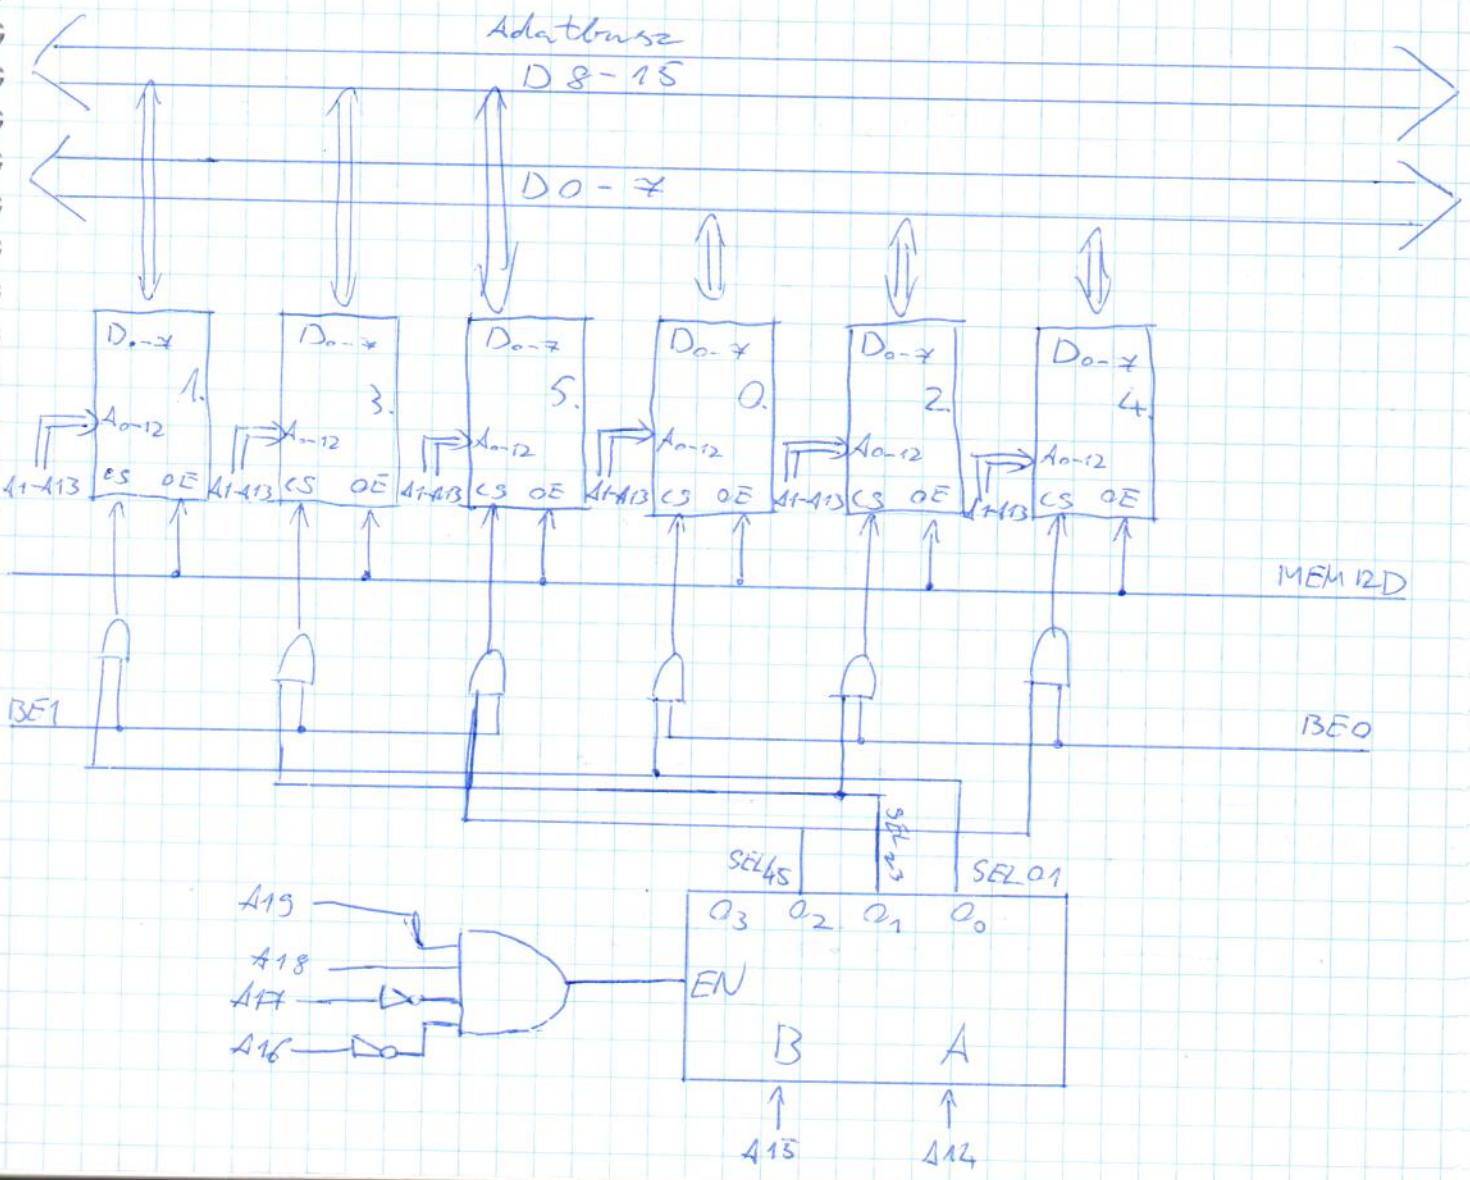 Adatbusz
D8-15
D0-7
D0-7 D0-7 D0-7 D0-7 D0-7 D0-7
1. 3. 5. 0. 2. 4.
A0-12 A0-12 A0-12 A0-12 A0-12 A0-12
A1-A13 CS OE A1-A13 CS OE A1-A13 CS OE A1-A13 CS OE A1-A13 CS OE A1-A13 CS OE
MEMRD
BE1 BE0
SEL45 SEL23 SEL01
A19 O3 O2 O1 O0
A18
A17 EN
A16 B A
A15 A14